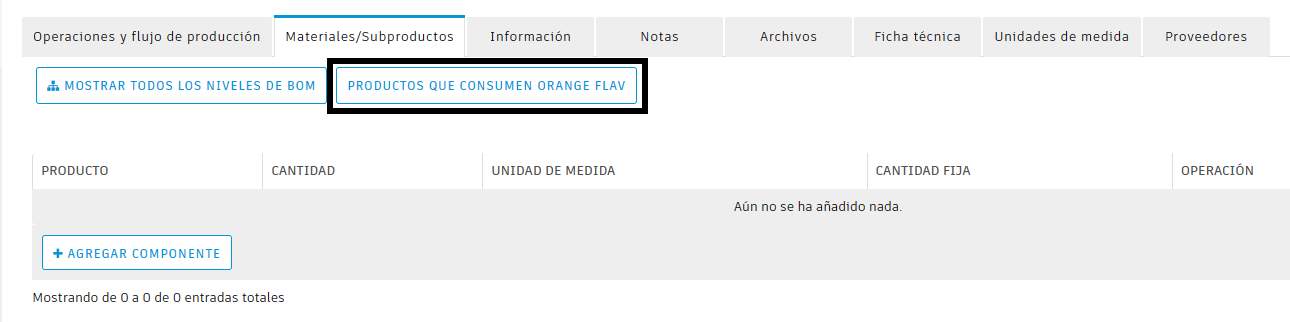 Operaciones y flujo de producción Materiales/Subproductos Información Notas Archivos Ficha técnica Unidades de medida Proveedores
MOSTRAR TODOS LOS NIVELES DE BOM PRODUCTOS QUE CONSUMEN ORANGE FLAV
PRODUCTO CANTIDAD UNIDAD DE MEDIDA CANTIDAD FIJA OPERACIÓN
Aún no se ha añadido nada.
+ AGREGAR COMPONENTE
Mostrando de 0 a 0 de 0 entradas totales